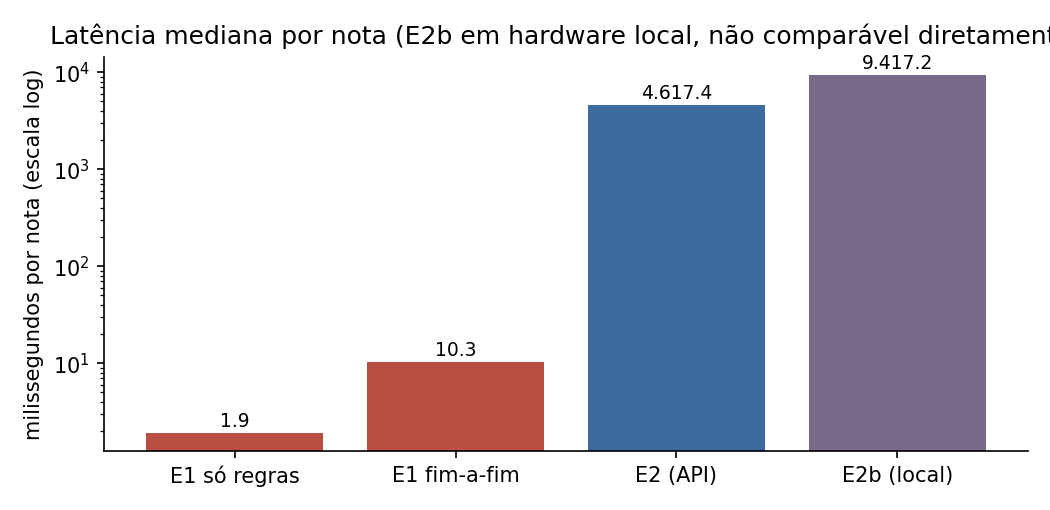 Latência mediana por nota (E2b em hardware local, não comparável diretament
milissegundos por nota (escala log)
10⁴
10³
10²
10¹
1.9
10.3
4.617.4
9.417.2
E1 só regras
E1 fim-a-fim
E2 (API)
E2b (local)